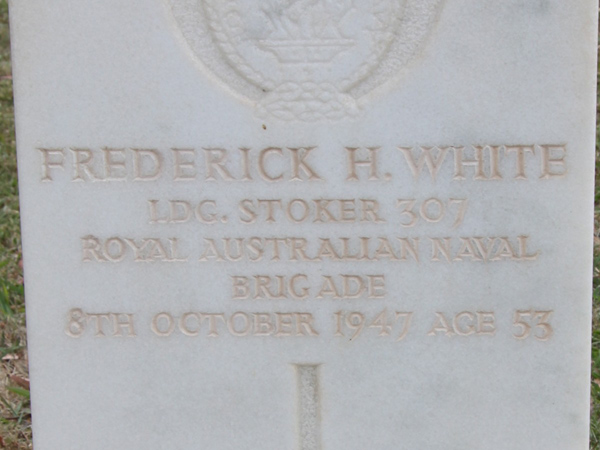 FREDERICK H. WHITE
LDG. STOKER 307
ROYAL AUSTRALIAN NAVAL
BRIGADE
8TH OCTOBER 1947 AGE 53